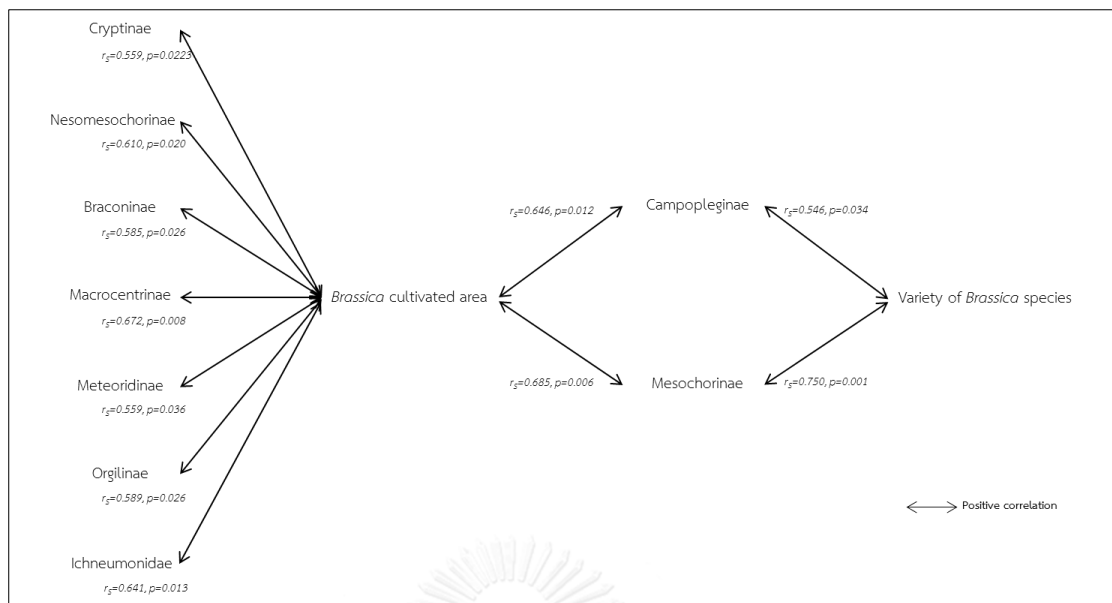 Cryptinae
rs=0.559, p=0.0223
Nesomesochorinae
rs=0.610, p=0.020
Braconinae
rs=0.585, p=0.026
Macrocentrinae
rs=0.672, p=0.008
Meteoridinae
rs=0.559, p=0.036
Orgilinae
rs=0.589, p=0.026
Ichneumonidae
rs=0.641, p=0.013
Brassica cultivated area
rs=0.646, p=0.012
Campopleginae
rs=0.546, p=0.034
rs=0.685, p=0.006
Mesochorinae
rs=0.750, p=0.001
Variety of Brassica species
Positive correlation